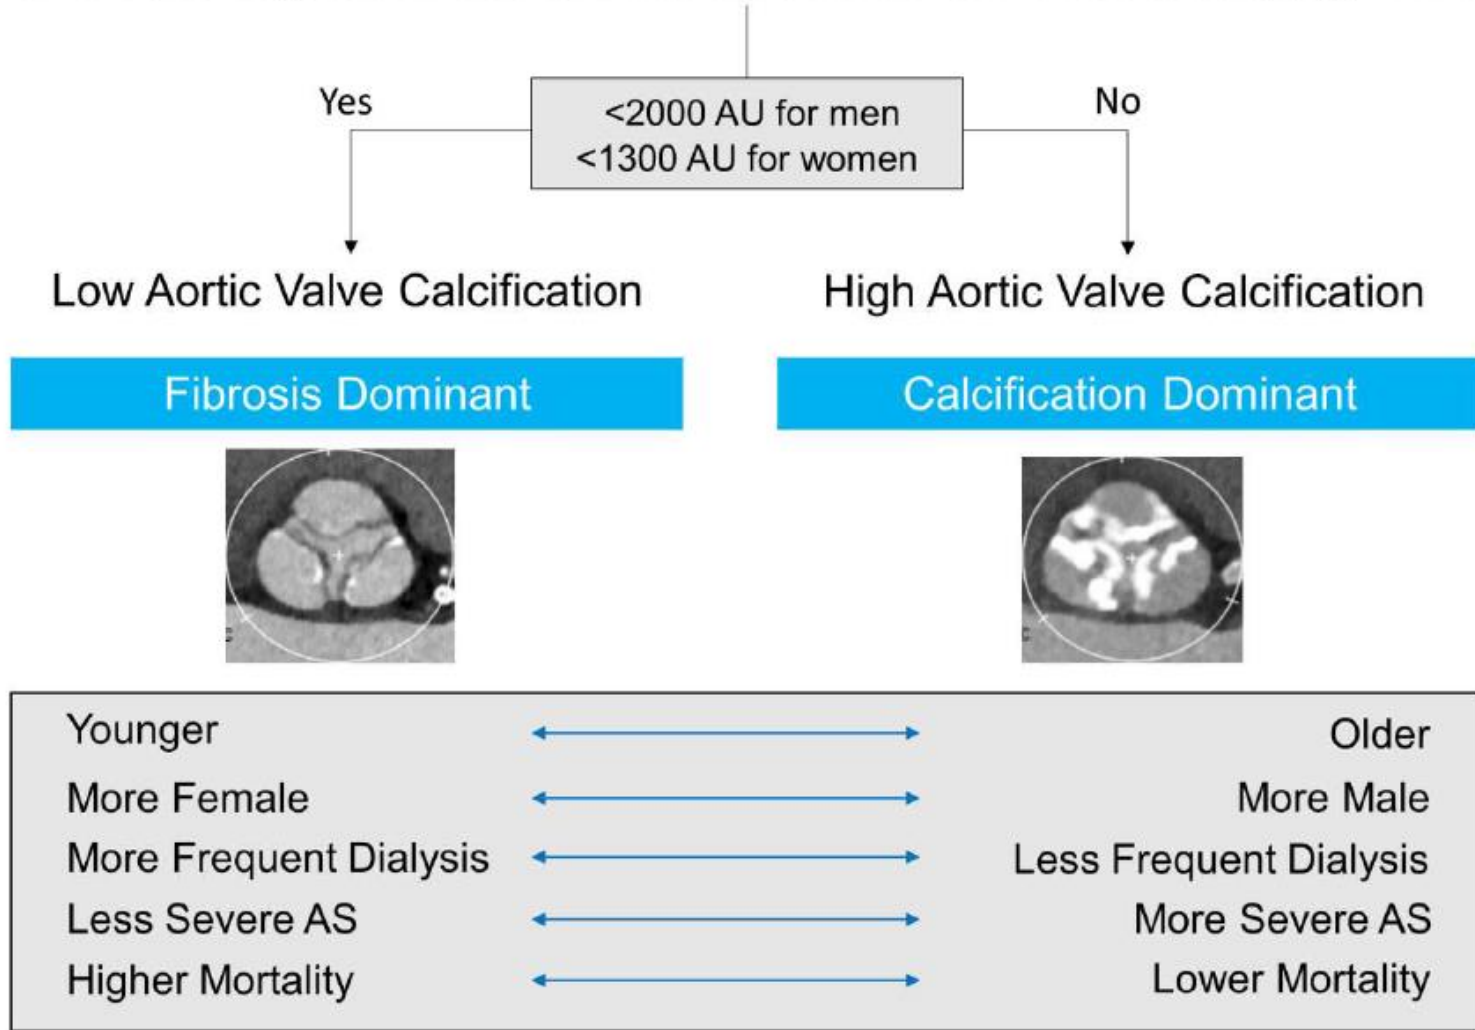 Yes
<2000 AU for men
<1300 AU for women
No
Low Aortic Valve Calcification
High Aortic Valve Calcification
Fibrosis Dominant
Calcification Dominant
Younger
Older
More Female
More Male
More Frequent Dialysis
Less Frequent Dialysis
Less Severe AS
More Severe AS
Higher Mortality
Lower Mortality